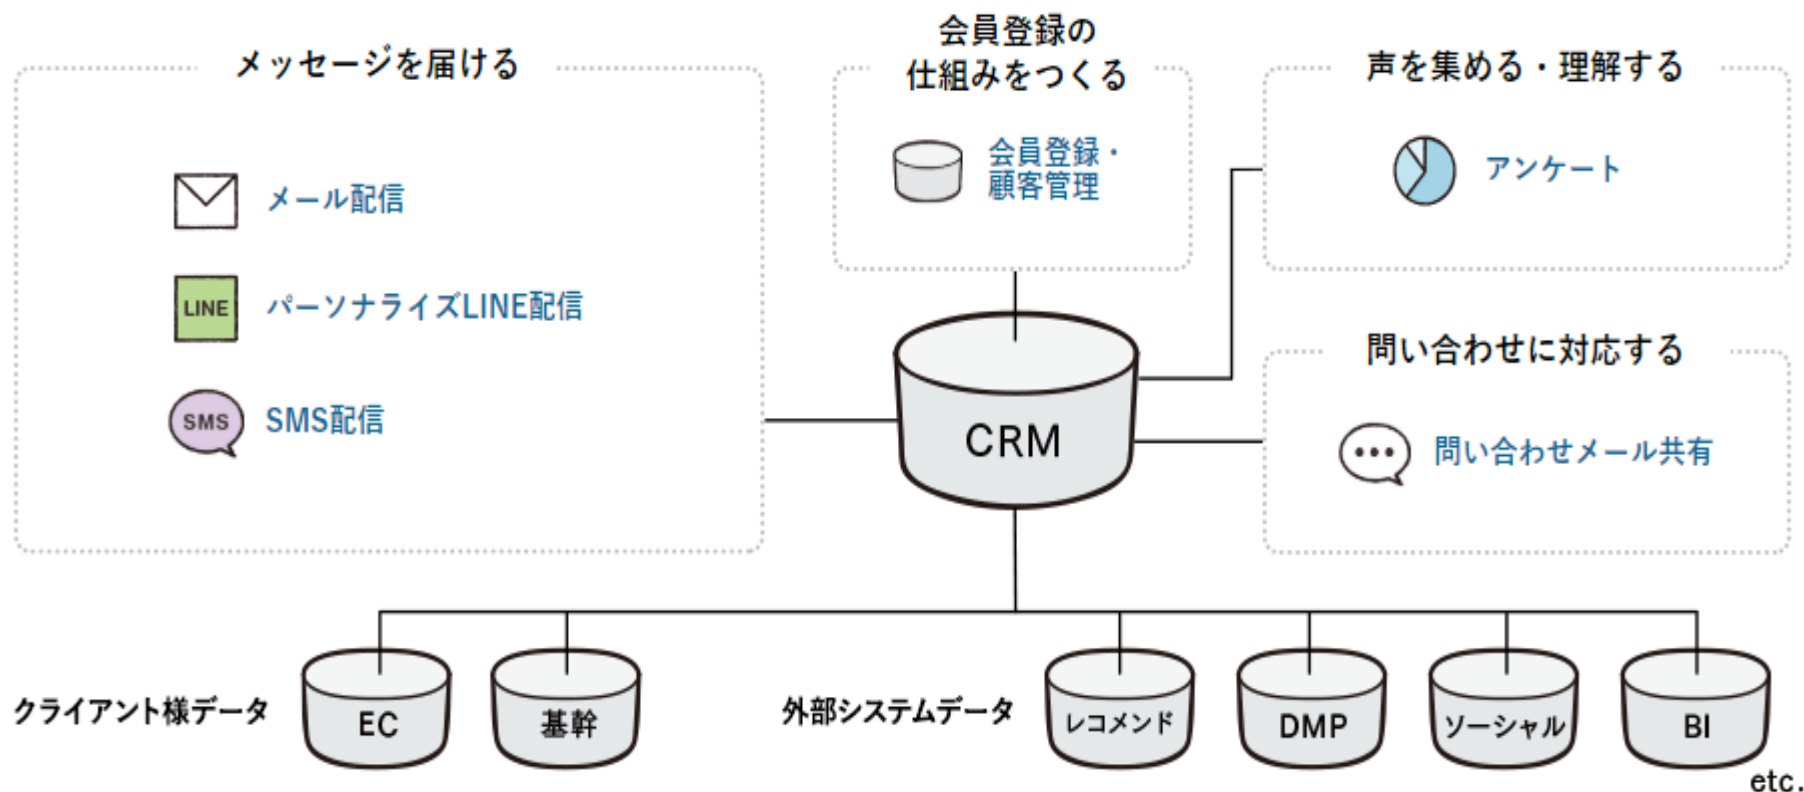 メッセージを届ける
メール配信
LINE
パーソナライズLINE配信
SMS
SMS配信
会員登録の
仕組みをつくる
会員登録・
顧客管理
声を集める・理解する
アンケート
問い合わせに対応する
問い合わせメール共有
CRM
クライアント様データ
EC
基幹
外部システムデータ
レコメンド
DMP
ソーシャル
BI
etc.